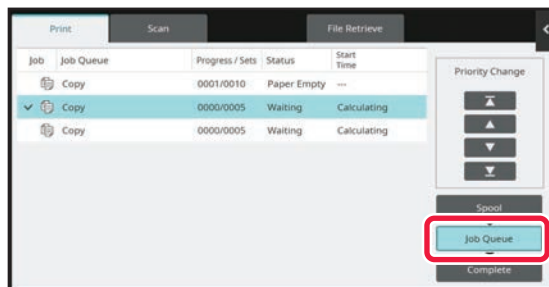 Print Scan File Retrieve
Job Job Queue Progress / Sets Status Start Time
Copy 0001/0010 Paper Empty ---
Copy 0000/0005 Waiting Calculating
Copy 0000/0005 Waiting Calculating
Priority Change
Spool
Job Queue
Complete